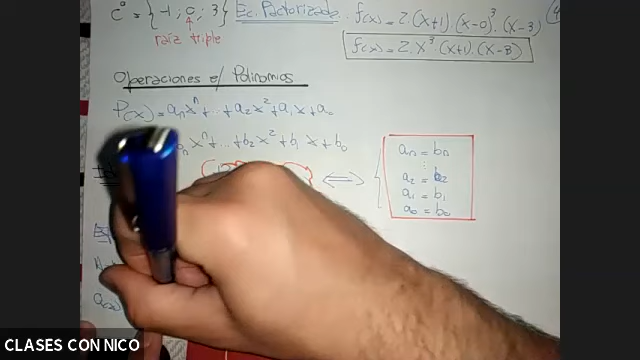 C⁰ = {-1; 0; 3} Ec. Factorizada f(x) = 2.(x+1).(x-0)³.(x-3)
raíz triple
f(x) = 2.x³.(x+1).(x-3)
Operaciones e/ Polinomios
P(x) = aₙxⁿ+...+a₂x²+a₁x+a₀
bₙxⁿ+...+b₂x²+b₁x+b₀
⟺
aₙ = bₙ
⋮
a₂ = b₂
a₁ = b₁
a₀ = b₀
CLASES CON NICO